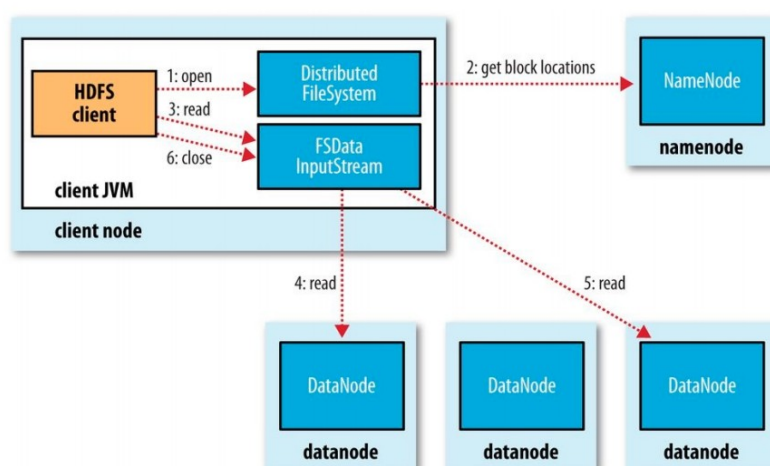 1: open
HDFS
client
3: read
6: close
Distributed
FileSystem
FSData
InputStream
client JVM
client node
2: get block locations
NameNode
namenode
4: read
5: read
DataNode
datanode
DataNode
datanode
DataNode
datanode